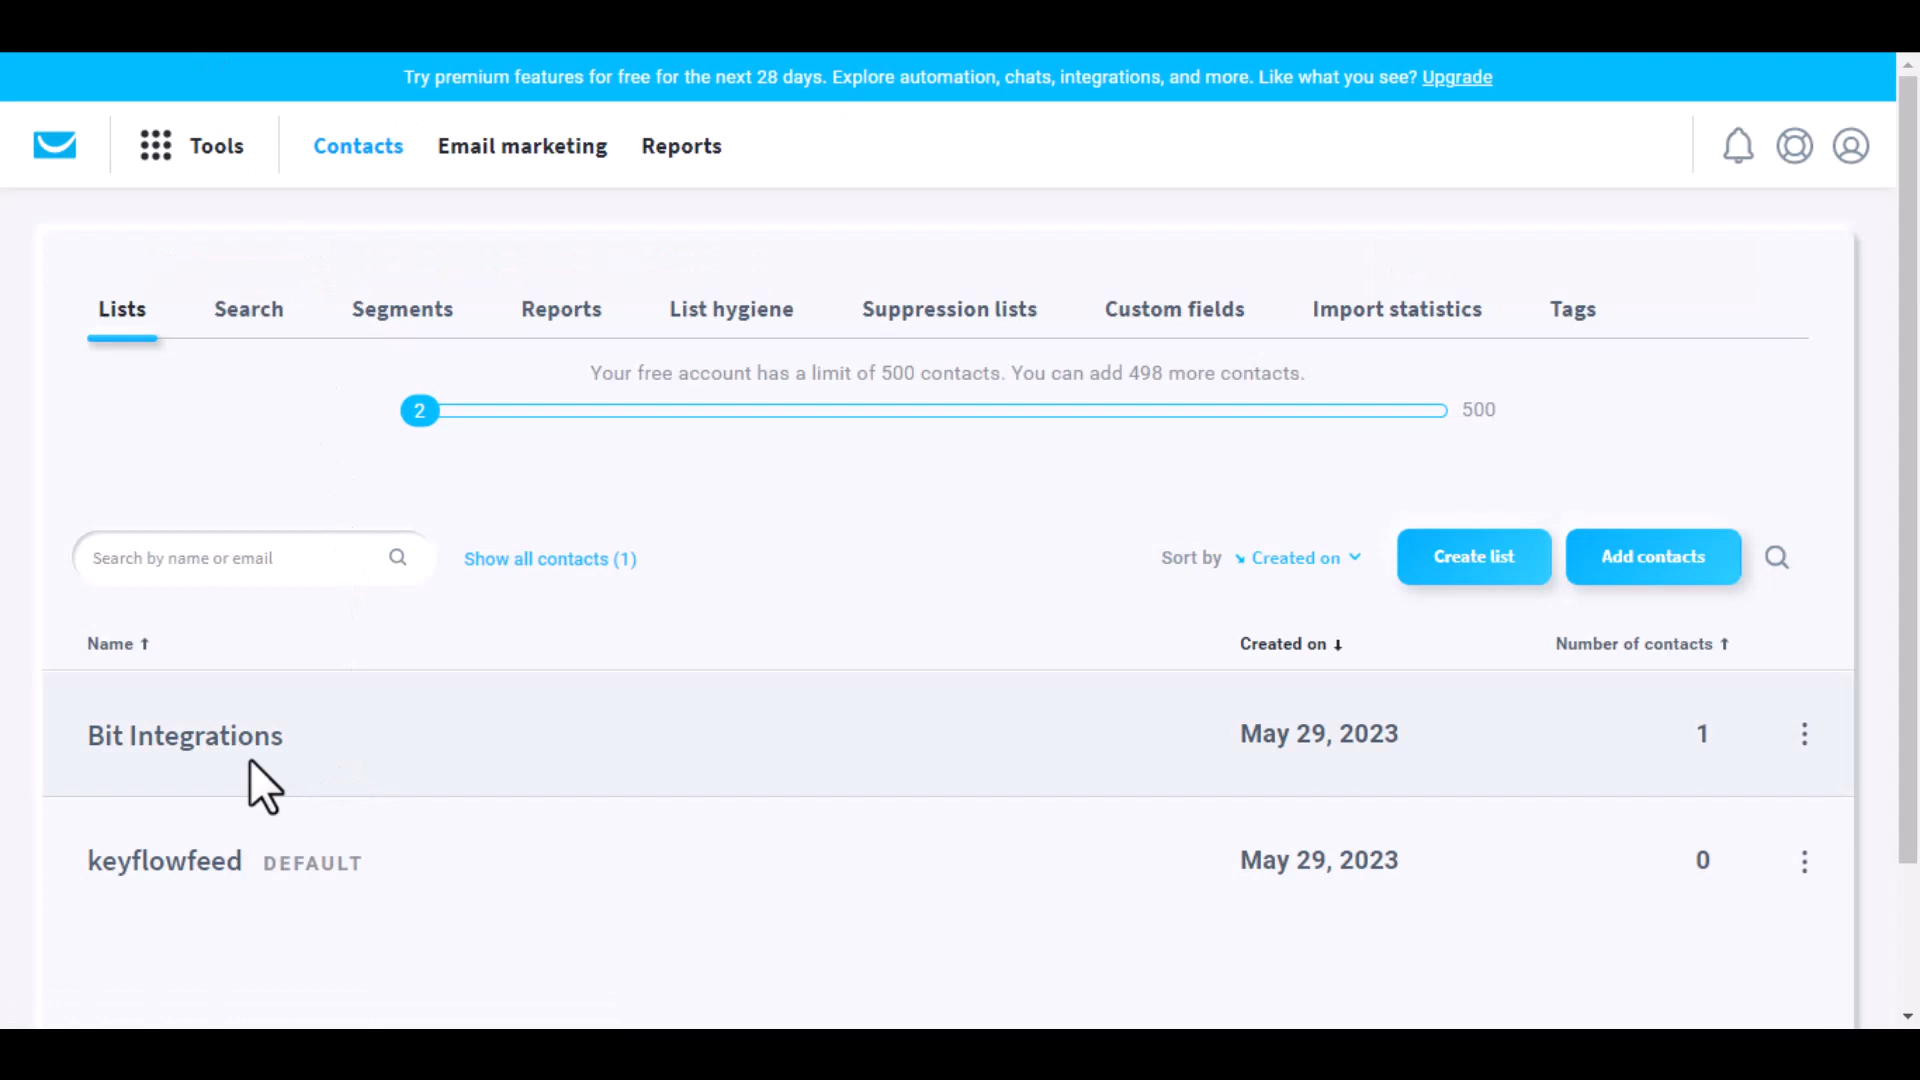 Try premium features for free for the next 28 days. Explore automation, chats, integrations, and more. Like what you see? Upgrade
Tools Contacts Email marketing Reports
Lists Search Segments Reports List hygiene Suppression lists Custom fields Import statistics Tags
Your free account has a limit of 500 contacts. You can add 498 more contacts.
2 500
Search by name or email Show all contacts (1) Sort by Created on Create list Add contacts
Name ↑ Created on ↓ Number of contacts ↑
Bit Integrations May 29, 2023 1
keyflowfeed DEFAULT May 29, 2023 0